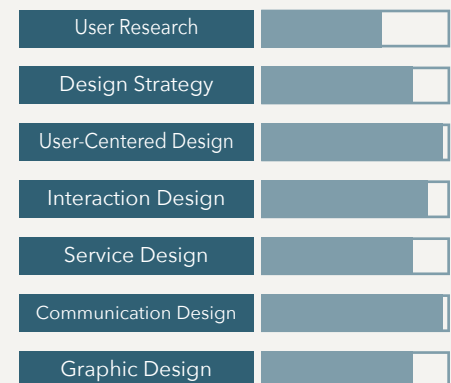 User Research
Design Strategy
User-Centered Design
Interaction Design
Service Design
Communication Design
Graphic Design